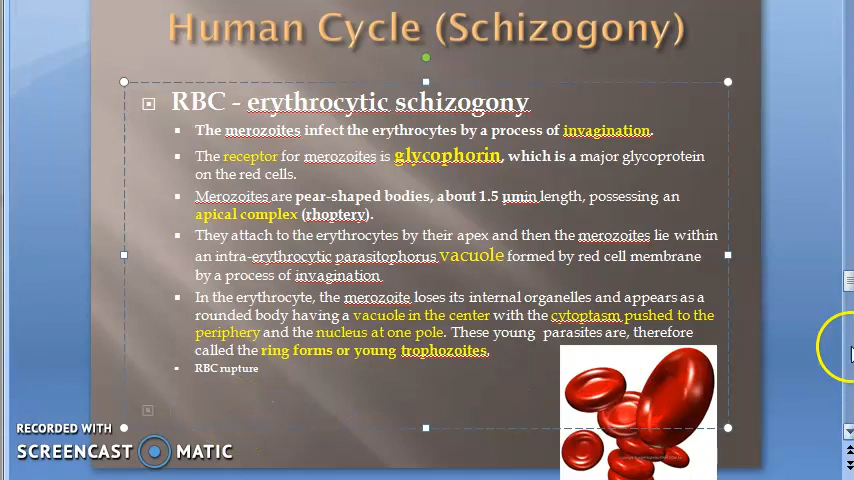 Human Cycle (Schizogony)
RBC - erythrocytic schizogony
The merozoites infect the erythrocytes by a process of invagination.
The receptor for merozoites is glycophorin, which is a major glycoprotein
on the red cells.
Merozoites are pear-shaped bodies, about 1.5 µmin length, possessing an
apical complex (rhoptery).
They attach to the erythrocytes by their apex and then the merozoites lie within
an intra-erythrocytic parasitophorus vacuole formed by red cell membrane
by a process of invagination
In the erythrocyte, the merozoite loses its internal organelles and appears as a
rounded body having a vacuole in the center with the cytoplasm pushed to the
periphery and the nucleus at one pole. These young parasites are, therefore
called the ring forms or young trophozoites.
RBC rupture
RECORDED WITH
SCREENCAST MATIC